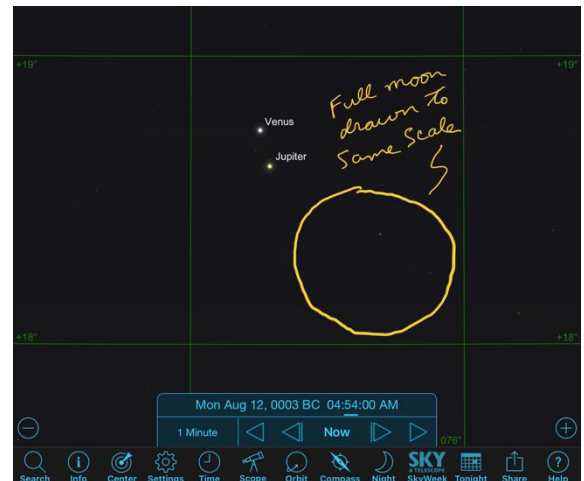 +19°
+19°
Full moon
drawn to
Same Scale
Venus
Jupiter
+18°
+18°
Mon Aug 12, 0003 BC 04:54:00 AM
1 Minute Now
076°
SKY
& TELESCOPE
Search Info Center Settings Time Scope Orbit Compass Night SkyWeek Tonight Share Help